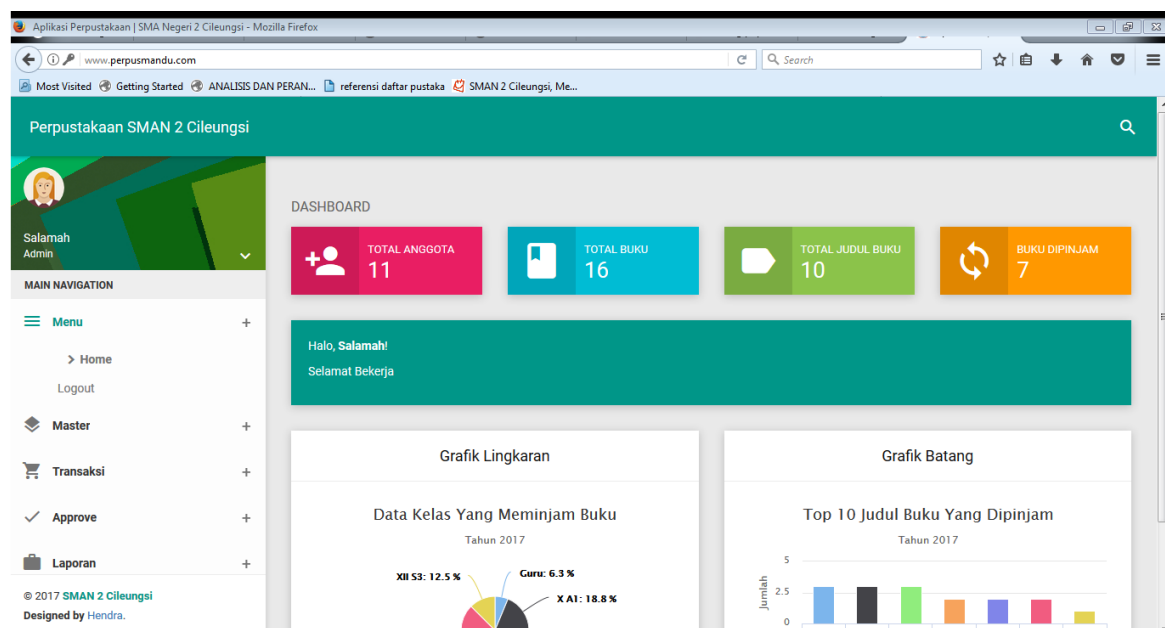 Aplikasi Perpustakaan | SMA Negeri 2 Cileungsi - Mozilla Firefox
www.perpusmandu.com
Search
Most Visited
Getting Started
ANALISIS DAN PERAN...
referensi daftar pustaka
SMAN 2 Cileungsi, Me...
Perpustakaan SMAN 2 Cileungsi
Salamah
Admin
MAIN NAVIGATION
Menu +
> Home
Logout
Master +
Transaksi +
Approve +
Laporan +
© 2017 SMAN 2 Cileungsi
Designed by Hendra.
DASHBOARD
TOTAL ANGGOTA
11
TOTAL BUKU
16
TOTAL JUDUL BUKU
10
BUKU DIPINJAM
7
Halo, Salamah!
Selamat Bekerja
Grafik Lingkaran
Data Kelas Yang Meminjam Buku
Tahun 2017
XII S3: 12.5 %
Guru: 6.3 %
X A1: 18.8 %
Grafik Batang
Top 10 Judul Buku Yang Dipinjam
Tahun 2017
Jumlah
5
2.5
0